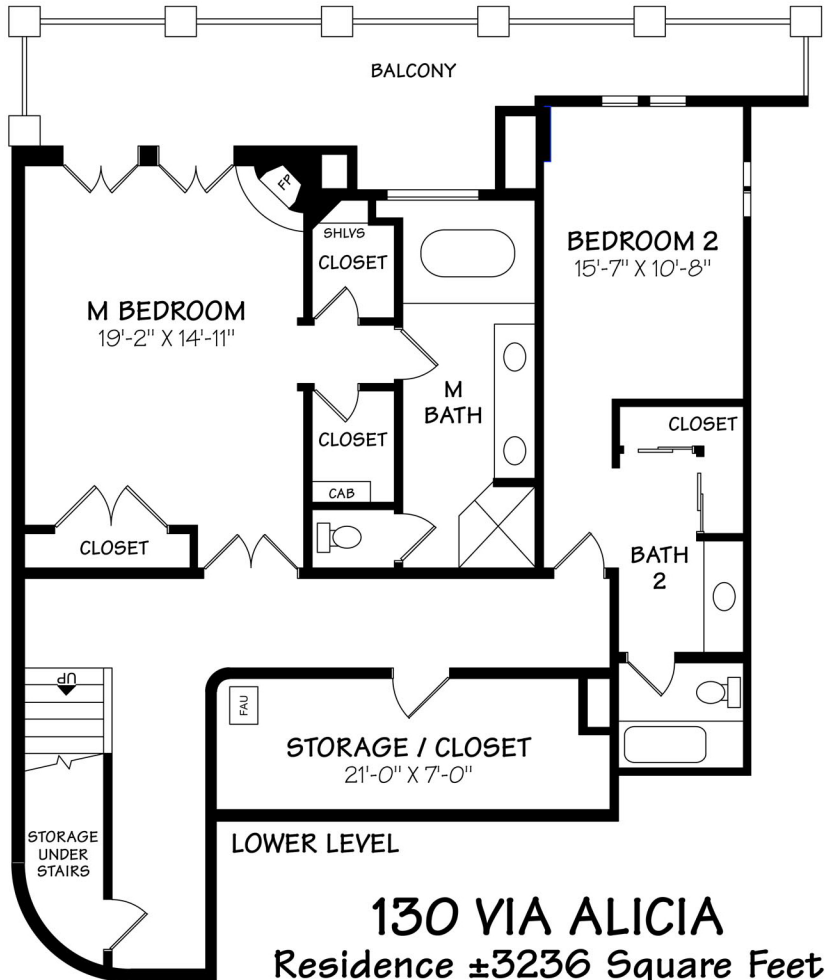 BALCONY
FP
SHLVS
CLOSET
BEDROOM 2
15'-7" X 10'-8"
M BEDROOM
19'-2" X 14'-11"
M
BATH
CLOSET
CLOSET
CAB
CLOSET
BATH
2
UP
FAU
STORAGE / CLOSET
21'-0" X 7'-0"
STORAGE
UNDER
STAIRS
LOWER LEVEL
130 VIA ALICIA
Residence ±3236 Square Feet